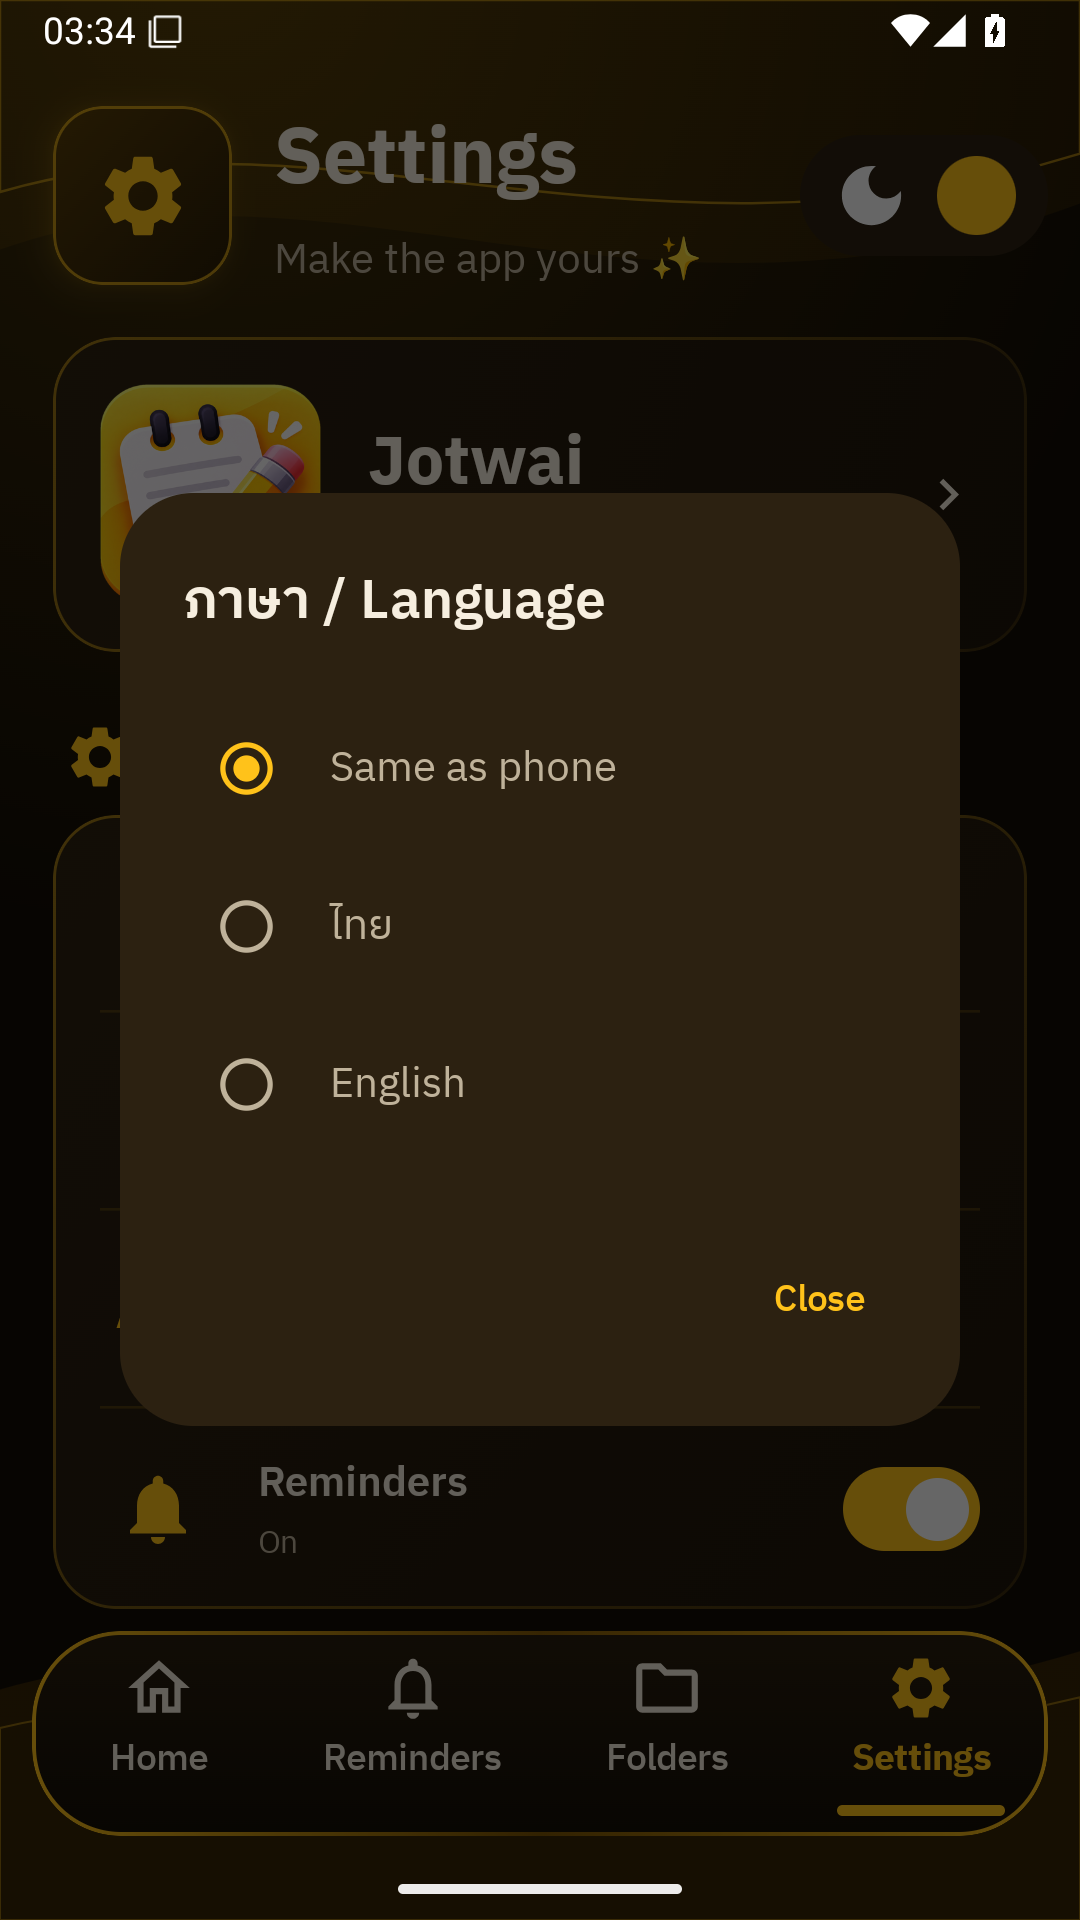 03:34
Settings
Make the app yours ✨
Jotwai
ภาษา / Language
Same as phone
ไทย
English
Close
Reminders
On
Home
Reminders
Folders
Settings